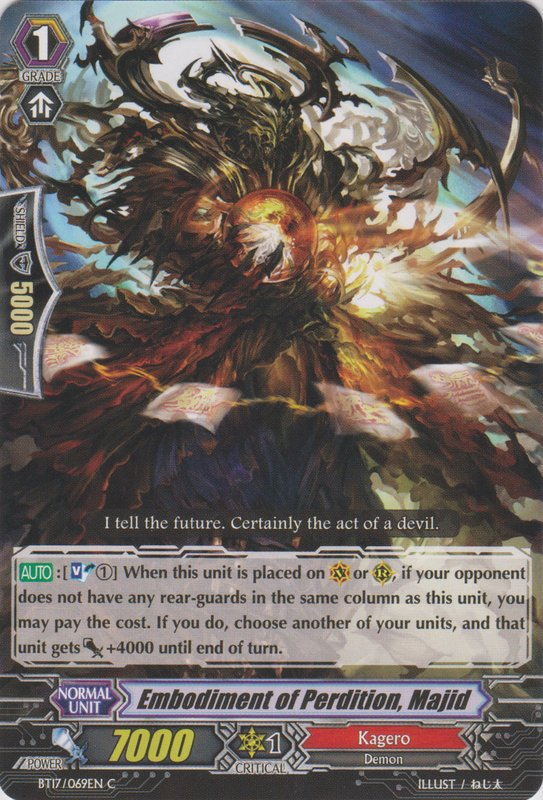 1
GRADE
SHIELD
5000
I tell the future. Certainly the act of a devil.
AUTO :[V ①] When this unit is placed on V or R, if your opponent
does not have any rear-guards in the same column as this unit, you
may pay the cost. If you do, choose another of your units, and that
unit gets +4000 until end of turn.
NORMAL
UNIT
Embodiment of Perdition, Majid
POWER
7000
1
CRITICAL
Kagero
Demon
BT17/069EN C
ILLUST / ねじ太